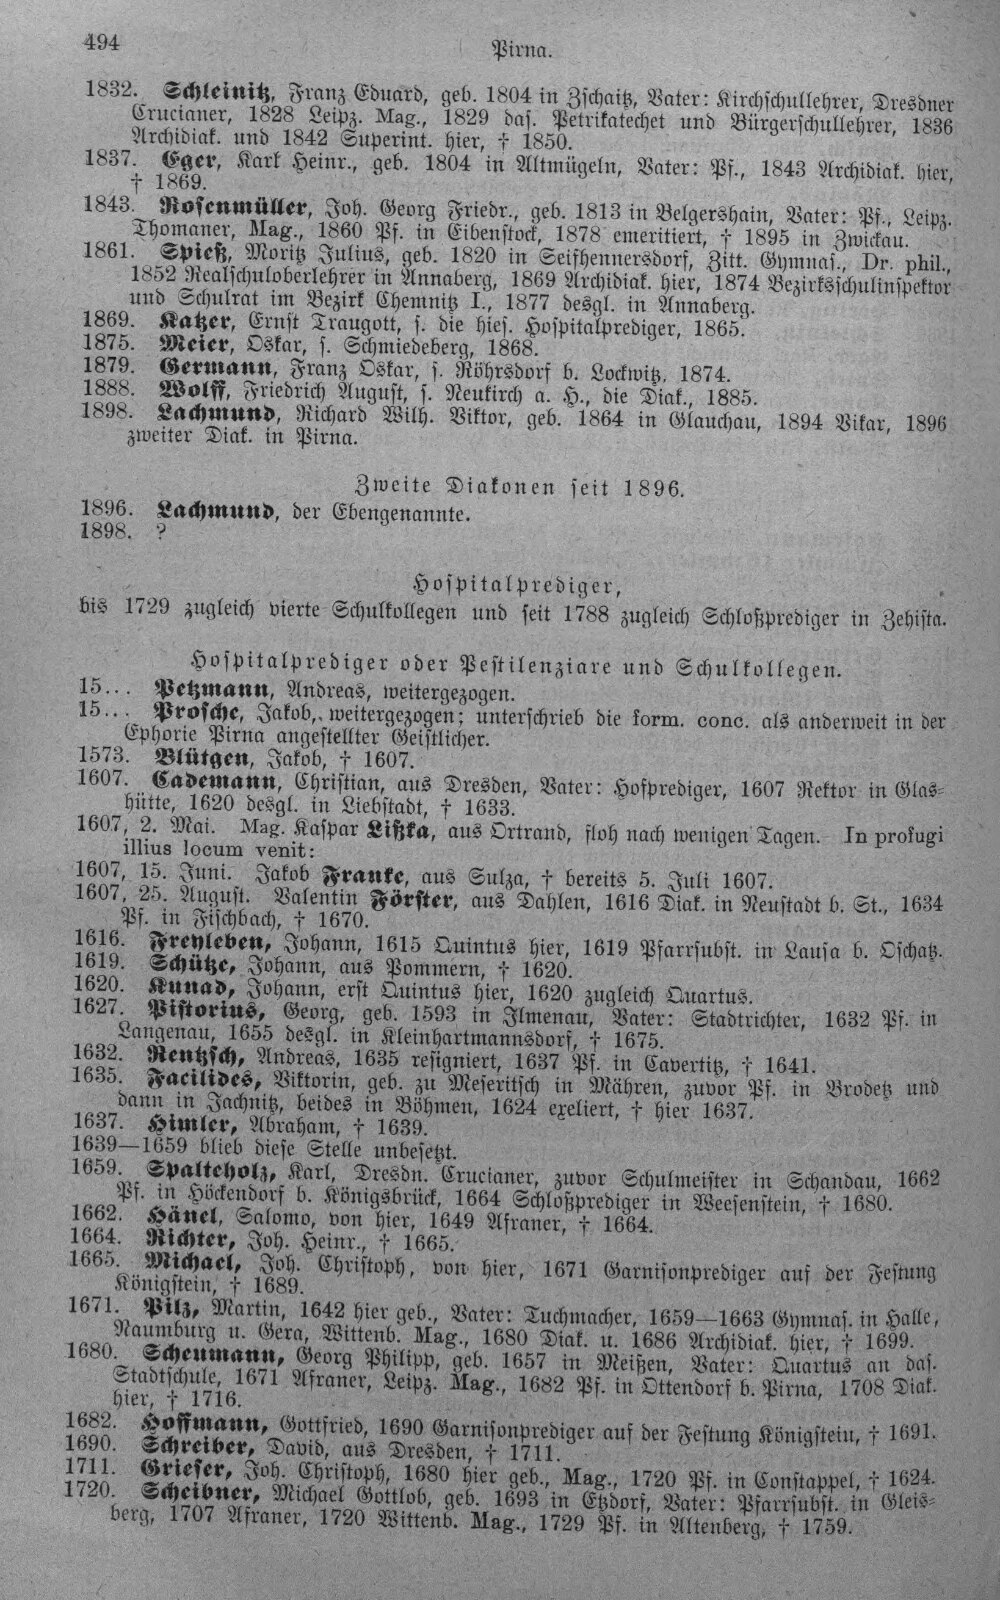 494
Pirna.
1832. Schleinitz, Franz Eduard, geb. 1804 in Zschaitz, Vater: Kirchschullehrer, Dresdner
Crucianer, 1828 Leipz. Mag., 1829 das. Petrikatechet und Bürgerschullehrer, 1836
Archidiak. und 1842 Superint. hier, † 1850.
1837. Eger, Karl Heinr., geb. 1804 in Altmügeln, Vater: Pf., 1843 Archidiak. hier,
† 1869.
1843. Rosenmüller, Joh. Georg Friedr., geb. 1813 in Belgershain, Vater: Pf., Leipz.
Thomaner, Mag., 1860 Pf. in Eibenstock, 1878 emeritiert, † 1895 in Zwickau.
1861. Spieß, Moritz Julius, geb. 1820 in Seifhennersdorf, Zitt. Gymnas., Dr. phil.,
1852 Realschuloberlehrer in Annaberg, 1869 Archidiak. hier, 1874 Bezirksschulinspektor
und Schulrat im Bezirk Chemnitz I., 1877 desgl. in Annaberg.
1869. Katzer, Ernst Traugott, s. die hies. Hospitalprediger, 1865.
1875. Meier, Oskar, s. Schmiedeberg, 1868.
1879. Germann, Franz Oskar, s. Röhrsdorf b. Lockwitz, 1874.
1888. Wolff, Friedrich August, s. Neukirch a. H., die Diak., 1885.
1898. Lachmund, Richard Wilh. Viktor, geb. 1864 in Glauchau, 1894 Vikar, 1896
zweiter Diak. in Pirna.
Zweite Diakonen seit 1896.
1896. Lachmund, der Ebengenannte.
1898. ?
Hospitalprediger,
bis 1729 zugleich vierte Schulkollegen und seit 1788 zugleich Schloßprediger in Zehista.
Hospitalprediger oder Pestilenziare und Schulkollegen.
15... Petzmann, Andreas, weitergezogen.
15... Prosche, Jakob, weitergezogen; unterschrieb die form. conc. als anderweit in der
Ephorie Pirna angestellter Geistlicher.
1573. Blütgen, Jakob, † 1607.
1607. Cademann, Christian, aus Dresden, Vater: Hofprediger, 1607 Rektor in Glas-
hütte, 1620 desgl. in Liebstadt, † 1633.
1607, 2. Mai. Mag. Kaspar Lißka, aus Ortrand, floh nach wenigen Tagen. In profugi
illius locum venit:
1607, 15. Juni. Jakob Franke, aus Sulza, † bereits 5. Juli 1607.
1607, 25. August. Valentin Förster, aus Dahlen, 1616 Diak. in Neustadt b. St., 1634
Pf. in Fischbach, † 1670.
1616. Freyleben, Johann, 1615 Quintus hier, 1619 Pfarrsubst. in Lausa b. Oschatz.
1619. Schütze, Johann, aus Pommern, † 1620.
1620. Kunad, Johann, erst Quintus hier, 1620 zugleich Quartus.
1627. Pistorius, Georg, geb. 1593 in Ilmenau, Vater: Stadtrichter, 1632 Pf. in
Langenau, 1655 desgl. in Kleinhartmannsdorf, † 1675.
1632. Rentzsch, Andreas, 1635 resigniert, 1637 Pf. in Cavertitz, † 1641.
1635. Facilides, Viktorin, geb. zu Meseritsch in Mähren, zuvor Pf. in Brodetz und
dann in Jachnitz, beides in Böhmen, 1624 exeliert, † hier 1637.
1637. Himler, Abraham, † 1639.
1639—1659 blieb diese Stelle unbesetzt.
1659. Spalteholz, Karl, Dresdn. Crucianer, zuvor Schulmeister in Schandau, 1662
Pf. in Höckendorf b. Königsbrück, 1664 Schloßprediger in Weesenstein, † 1680.
1662. Hänel, Salomo, von hier, 1649 Afraner, † 1664.
1664. Richter, Joh. Heinr., † 1665.
1665. Michael, Joh. Christoph, von hier, 1671 Garnisonprediger auf der Festung
Königstein, † 1689.
1671. Pilz, Martin, 1642 hier geb., Vater: Tuchmacher, 1659—1663 Gymnas. in Halle,
Naumburg u. Gera, Wittenb. Mag., 1680 Diak. u. 1686 Archidiak. hier, † 1699.
1680. Scheumann, Georg Philipp, geb. 1657 in Meißen, Vater: Quartus an das.
Stadtschule, 1671 Afraner, Leipz. Mag., 1682 Pf. in Ottendorf b. Pirna, 1708 Diak.
hier, † 1716.
1682. Hoffmann, Gottfried, 1690 Garnisonprediger auf der Festung Königstein, † 1691.
1690. Schreiber, David, aus Dresden, † 1711.
1711. Grieser, Joh. Christoph, 1680 hier geb., Mag., 1720 Pf. in Constappel, † 1624.
1720. Scheibner, Michael Gottlob, geb. 1693 in Etzdorf, Vater: Pfarrsubst. in Gleis-
berg, 1707 Afraner, 1720 Wittenb. Mag., 1729 Pf. in Altenberg, † 1759.